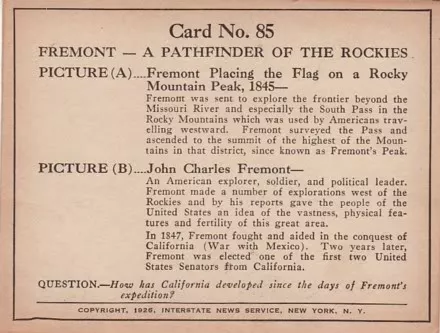 Card No. 85
FREMONT — A PATHFINDER OF THE ROCKIES
PICTURE (A)....Fremont Placing the Flag on a Rocky
Mountain Peak, 1845—
Fremont was sent to explore the frontier beyond the
Missouri River and especially the South Pass in the
Rocky Mountains which was used by Americans trav-
elling westward. Fremont surveyed the Pass and
ascended to the summit of the highest of the Moun-
tains in that district, since known as Fremont's Peak.
PICTURE (B)....John Charles Fremont—
An American explorer, soldier, and political leader.
Fremont made a number of explorations west of the
Rockies and by his reports gave the people of the
United States an idea of the vastness, physical fea-
tures and fertility of this great area.
In 1847, Fremont fought and aided in the conquest of
California (War with Mexico). Two years later,
Fremont was elected one of the first two United
States Senators from California.
QUESTION.—How has California developed since the days of Fremont's
expedition?
COPYRIGHT, 1926, INTERSTATE NEWS SERVICE, NEW YORK, N. Y.